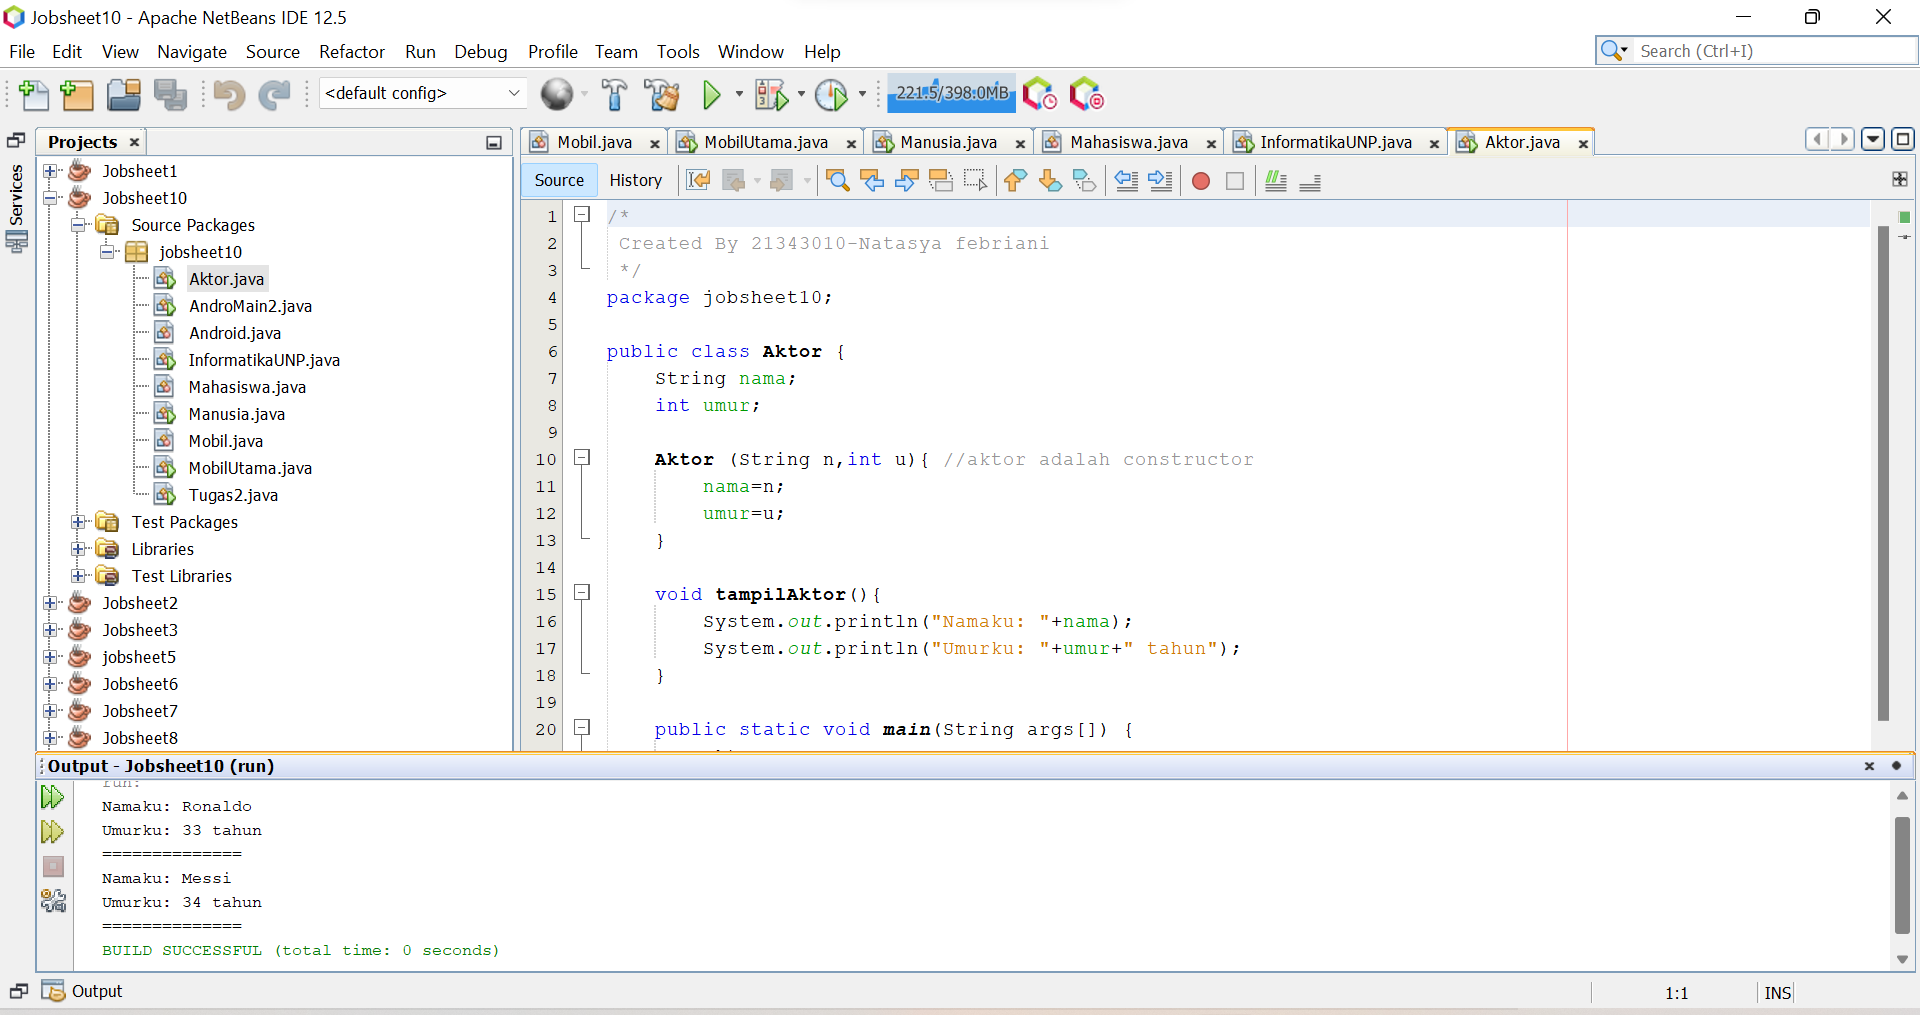 Jobsheet10 - Apache NetBeans IDE 12.5
File Edit View Navigate Source Refactor Run Debug Profile Team Tools Window Help
Search (Ctrl+I)
<default config>
221.5/398.0MB
Services
Projects
Jobsheet1
Jobsheet10
Source Packages
jobsheet10
Aktor.java
AndroMain2.java
Android.java
InformatikaUNP.java
Mahasiswa.java
Manusia.java
Mobil.java
MobilUtama.java
Tugas2.java
Test Packages
Libraries
Test Libraries
Jobsheet2
Jobsheet3
jobsheet5
Jobsheet6
Jobsheet7
Jobsheet8
Mobil.java MobilUtama.java Manusia.java Mahasiswa.java InformatikaUNP.java Aktor.java
Source History
1 /*
2 Created By 21343010-Natasya febriani
3 */
4 package jobsheet10;
5
6 public class Aktor {
7 String nama;
8 int umur;
9
10 Aktor (String n,int u){ //aktor adalah constructor
11 nama=n;
12 umur=u;
13 }
14
15 void tampilAktor(){
16 System.out.println("Namaku: "+nama);
17 System.out.println("Umurku: "+umur+" tahun");
18 }
19
20 public static void main(String args[]) {
Output - Jobsheet10 (run)
run:
Namaku: Ronaldo
Umurku: 33 tahun
==============
Namaku: Messi
Umurku: 34 tahun
==============
BUILD SUCCESSFUL (total time: 0 seconds)
Output
1:1 INS